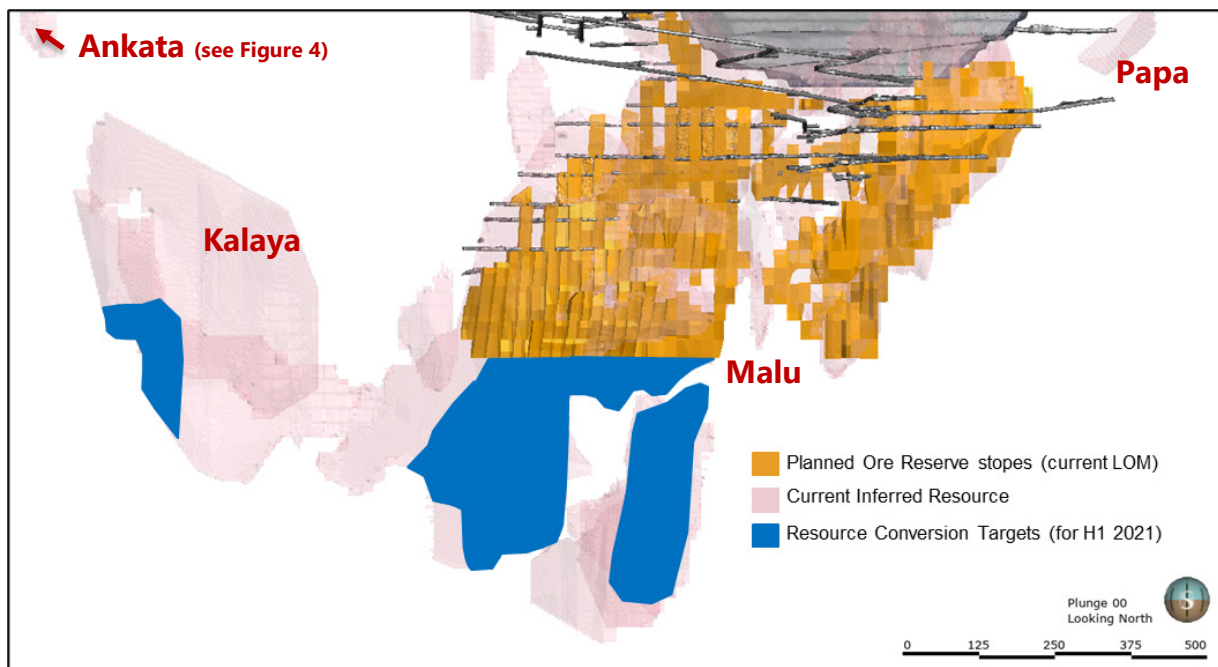 Ankata (see Figure 4)
Papa
Kalaya
Malu
Planned Ore Reserve stopes (current LOM)
Current Inferred Resource
Resource Conversion Targets (for H1 2021)
Plunge 00
Looking North
S
0 125 250 375 500